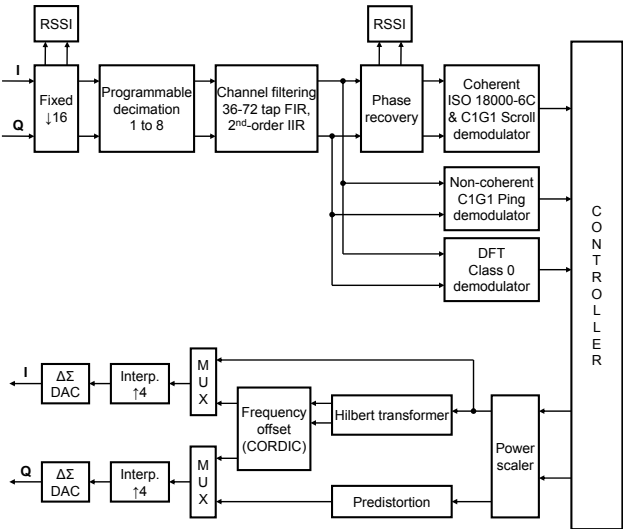 RSSI
RSSI
I
Q
Fixed
↓16
Programmable
decimation
1 to 8
Channel filtering
36-72 tap FIR,
2nd-order IIR
Phase
recovery
Coherent
ISO 18000-6C
& C1G1 Scroll
demodulator
Non-coherent
C1G1 Ping
demodulator
DFT
Class 0
demodulator
C
O
N
T
R
O
L
L
E
R
I
ΔΣ
DAC
Interp.
↑4
M
U
X
Frequency
offset
(CORDIC)
Hilbert transformer
Power
scaler
Q
ΔΣ
DAC
Interp.
↑4
M
U
X
Predistortion